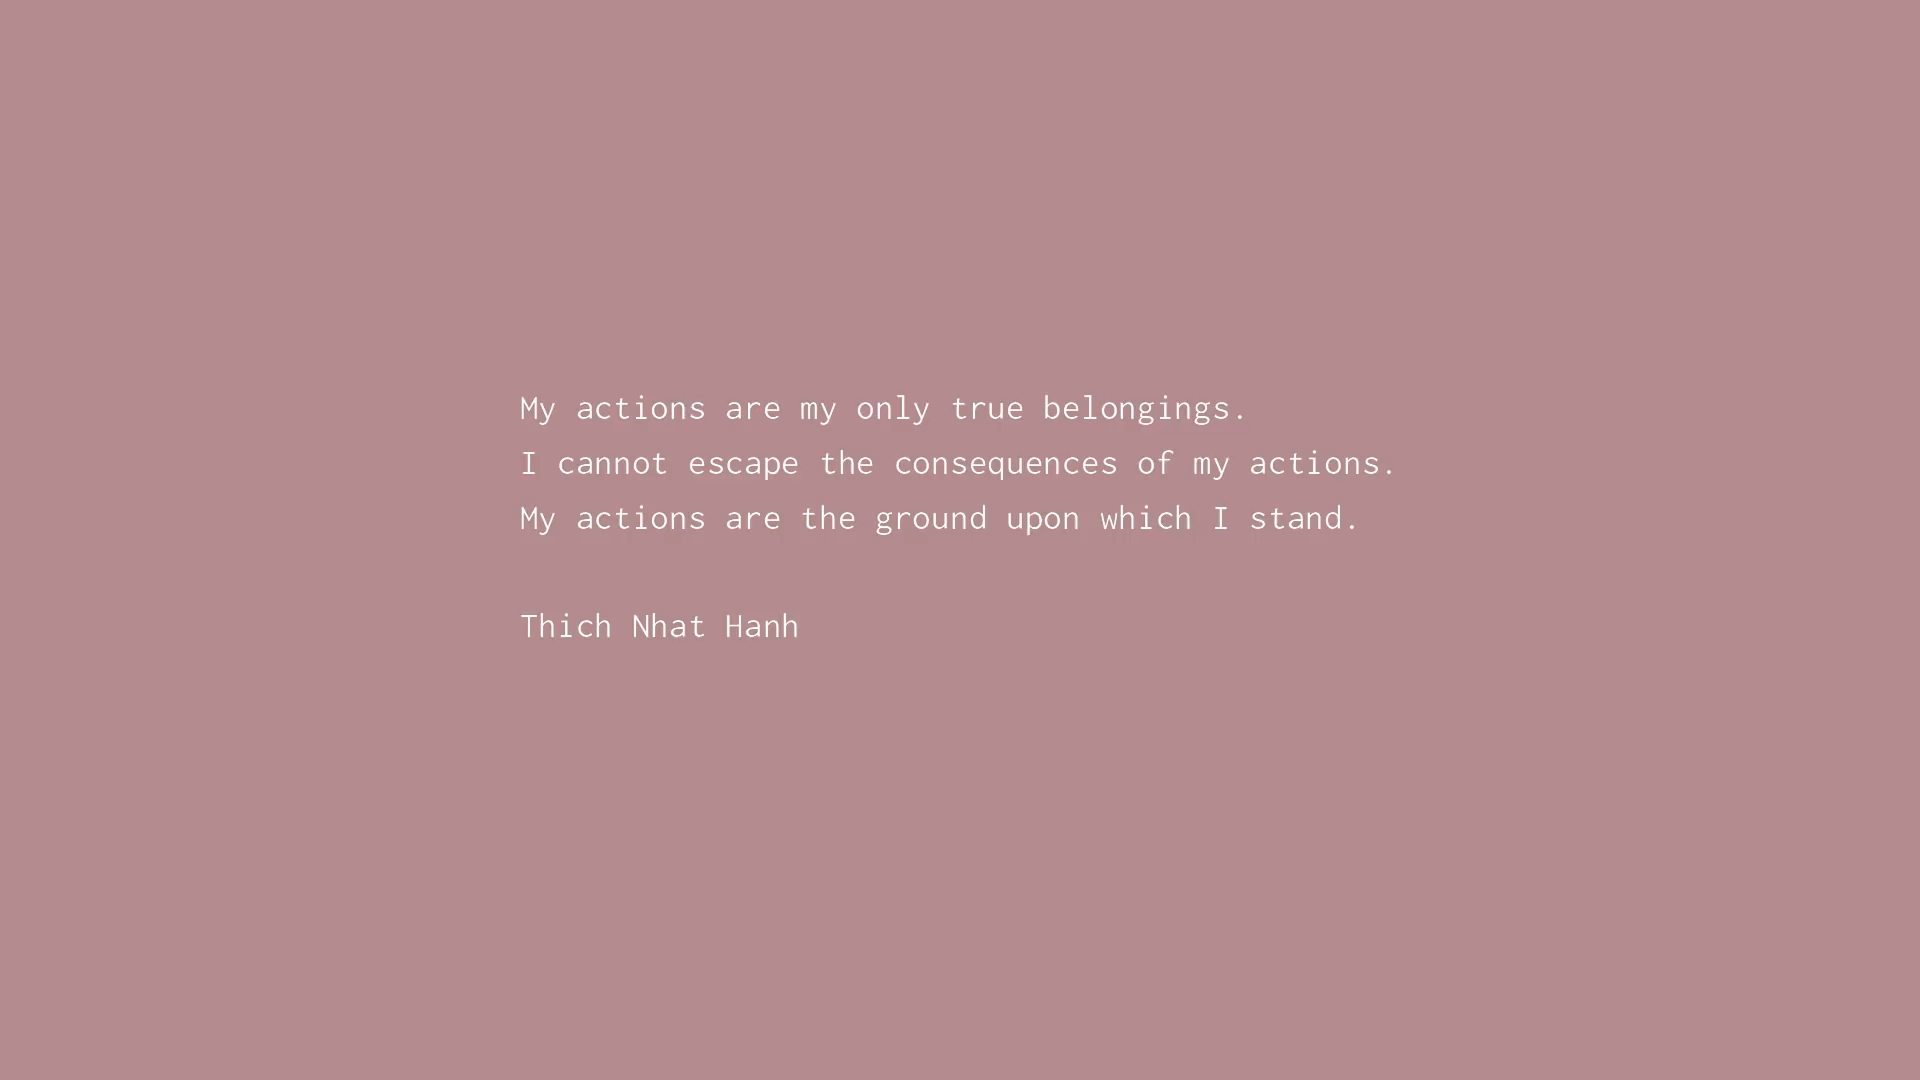 My actions are my only true belongings.
I cannot escape the consequences of my actions.
My actions are the ground upon which I stand.
Thich Nhat Hanh